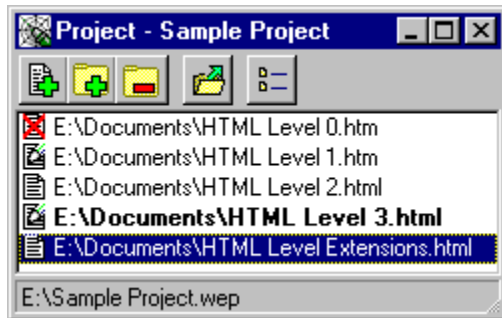 Project - Sample Project
E:\Documents\HTML Level 0.htm
E:\Documents\HTML Level 1.htm
E:\Documents\HTML Level 2.html
E:\Documents\HTML Level 3.html
E:\Documents\HTML Level Extensions.html
E:\Sample Project.wep